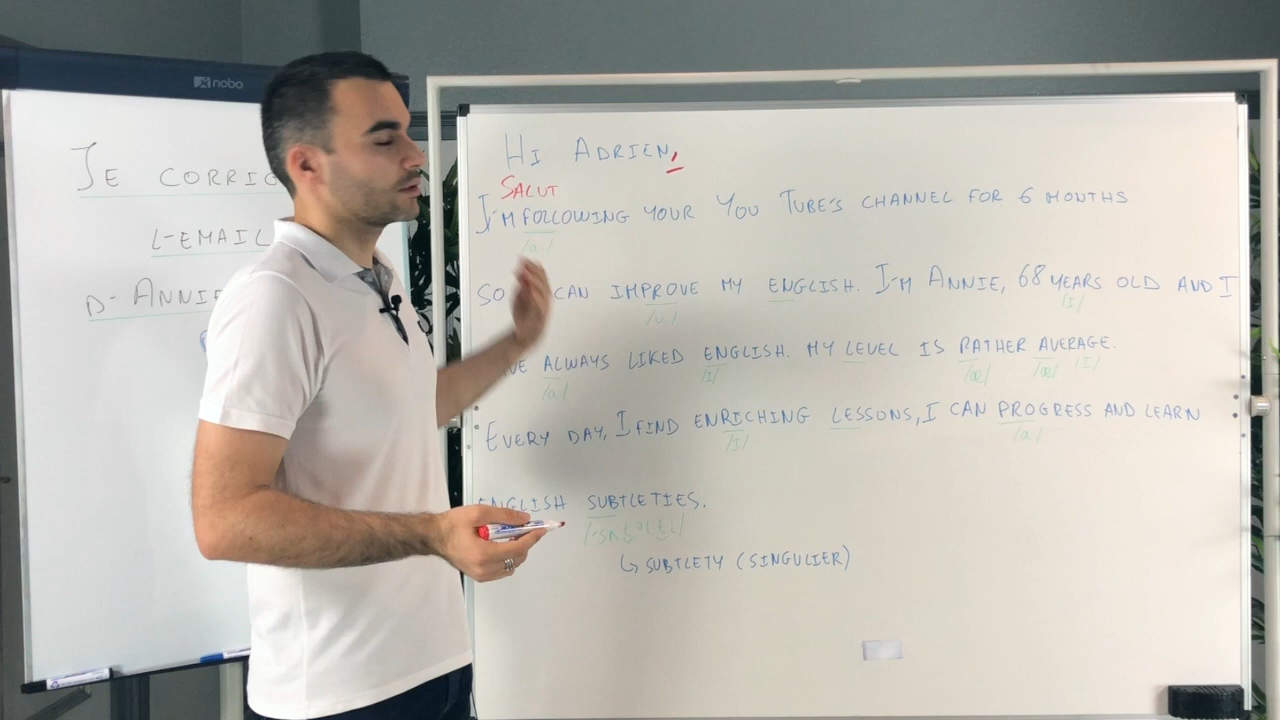 nobo
JE CORRIG
L-EMAIL
D-ANNIE
HI ADRIEN,
SALUT
I'M FOLLOWING YOUR YOU TUBE'S CHANNEL FOR 6 MONTHS
/a./
SO CAN IMPROVE MY ENGLISH. I'M ANNIE, 68 YEARS OLD AND I
/u./ /I/
VE ALWAYS LIKED ENGLISH. MY LEVEL IS RATHER AVERAGE.
/a./ /I/ /æ/ /æ/ /I/
EVERY DAY, I FIND ENRICHING LESSONS, I CAN PROGRESS AND LEARN
/I/ /a/
ENGLISH SUBTLETIES.
↳ SUBTLETY (SINGULIER)